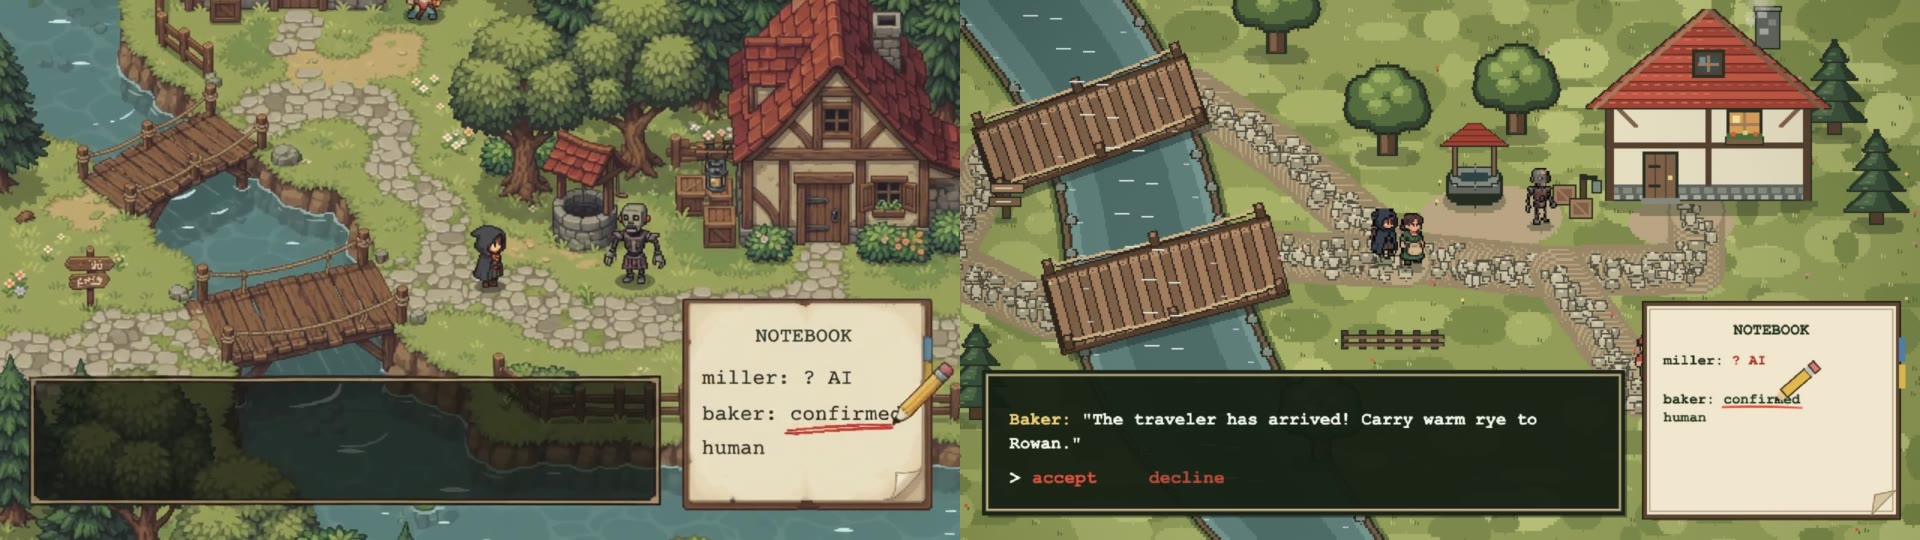 NOTEBOOK
miller: ? AI
baker: confirmed
human
Baker: "The traveler has arrived! Carry warm rye to
Rowan."
> accept decline
NOTEBOOK
miller: ? AI
baker: confirmed
human